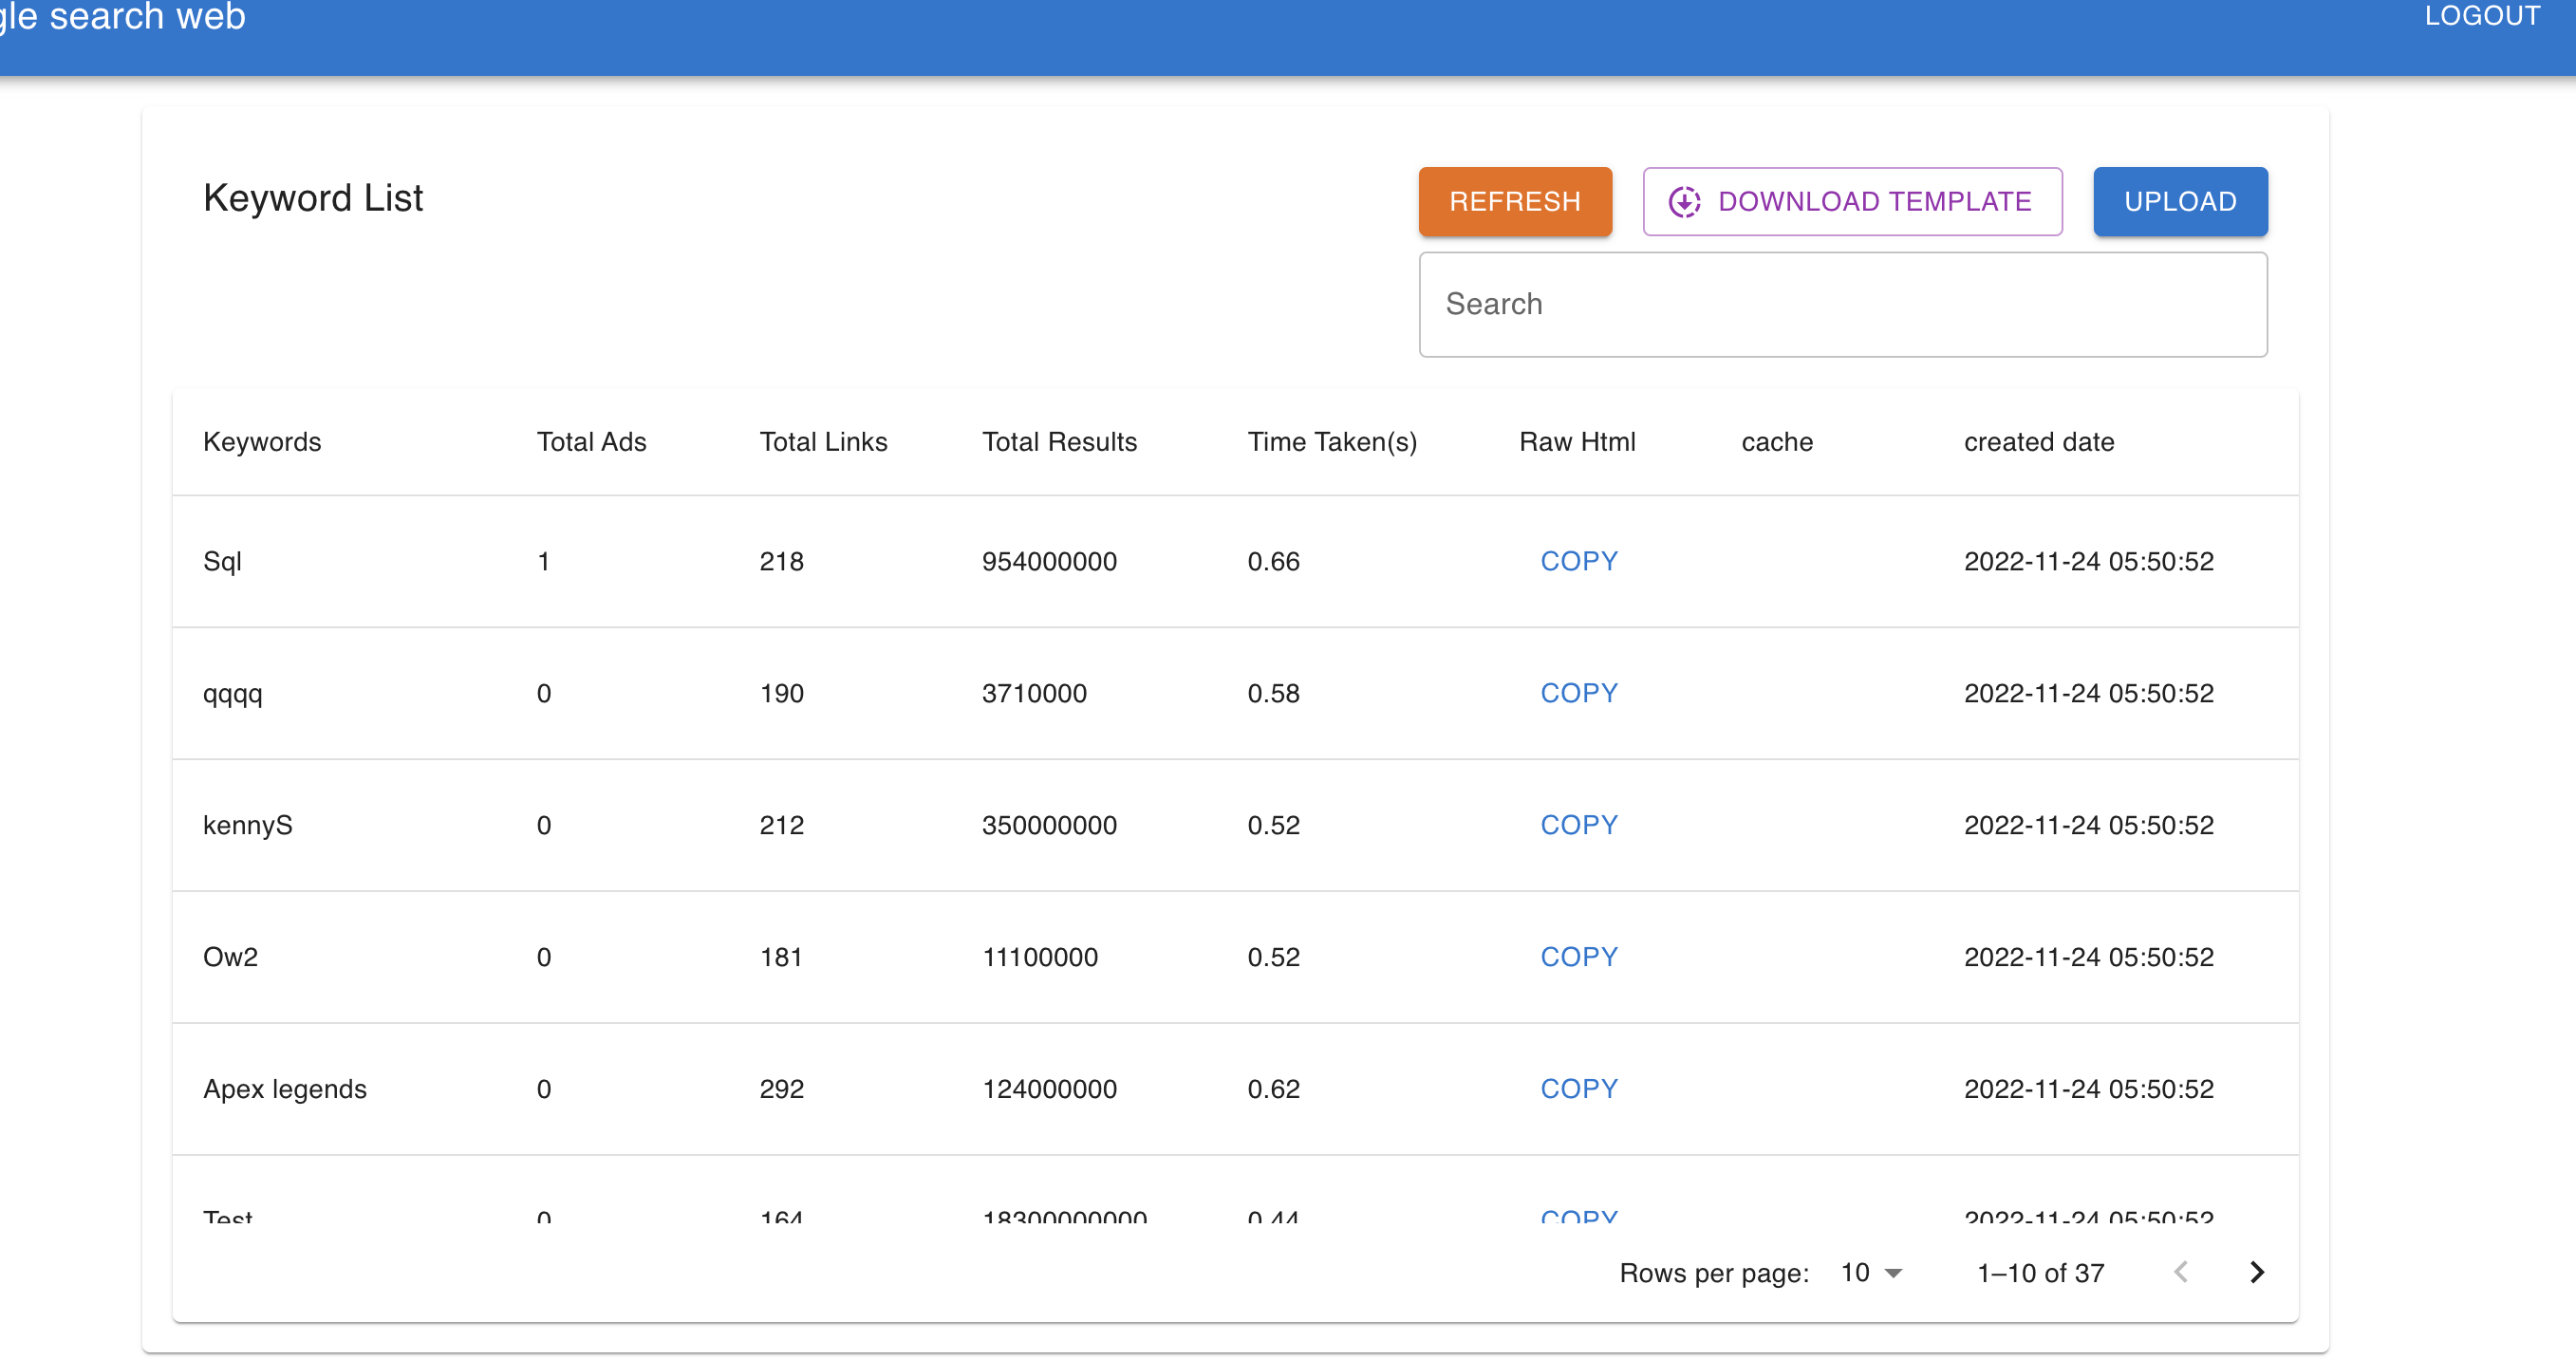 gle search web LOGOUT
Keyword List REFRESH DOWNLOAD TEMPLATE UPLOAD
Search
Keywords Total Ads Total Links Total Results Time Taken(s) Raw Html cache created date
Sql 1 218 954000000 0.66 COPY 2022-11-24 05:50:52
qqqq 0 190 3710000 0.58 COPY 2022-11-24 05:50:52
kennyS 0 212 350000000 0.52 COPY 2022-11-24 05:50:52
Ow2 0 181 11100000 0.52 COPY 2022-11-24 05:50:52
Apex legends 0 292 124000000 0.62 COPY 2022-11-24 05:50:52
Test 0 164 18300000000 0.44 COPY 2022-11-24 05:50:52
Rows per page: 10 1–10 of 37